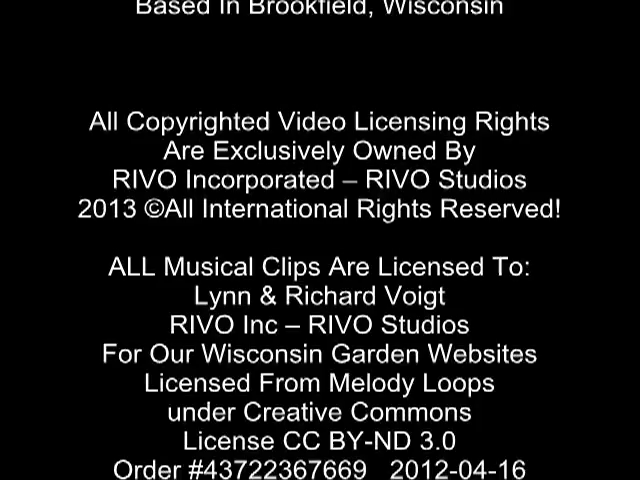 Based In Brookfield, Wisconsin
All Copyrighted Video Licensing Rights
Are Exclusively Owned By
RIVO Incorporated – RIVO Studios
2013 ©All International Rights Reserved!
ALL Musical Clips Are Licensed To:
Lynn & Richard Voigt
RIVO Inc – RIVO Studios
For Our Wisconsin Garden Websites
Licensed From Melody Loops
under Creative Commons
License CC BY-ND 3.0
Order #43722367669 2012-04-16